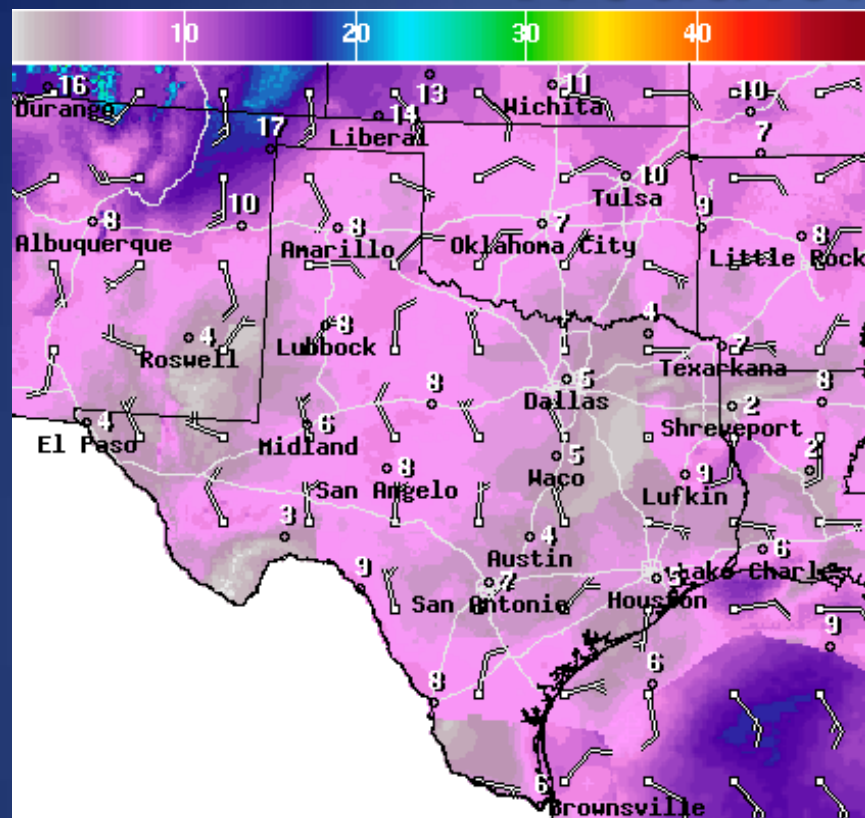 10 20 30 40
16 13 11 10
Durango 14 Wichita
17 Liberal 7
10
Tulsa
8 10 8 7 9 8
Albuquerque Amarillo Oklahoma City Little Rock
4 8 4 7
Roswell Lubbock Texarkana
5
8 Dallas 2 8
4 6 Shreveport
El Paso Midland 5 2
8 Waco 9
San Angelo Lufkin
3 4 6
Austin
9 7 5 Lake Charles
San Antonio Houston
9
8 6
6
Brownsville